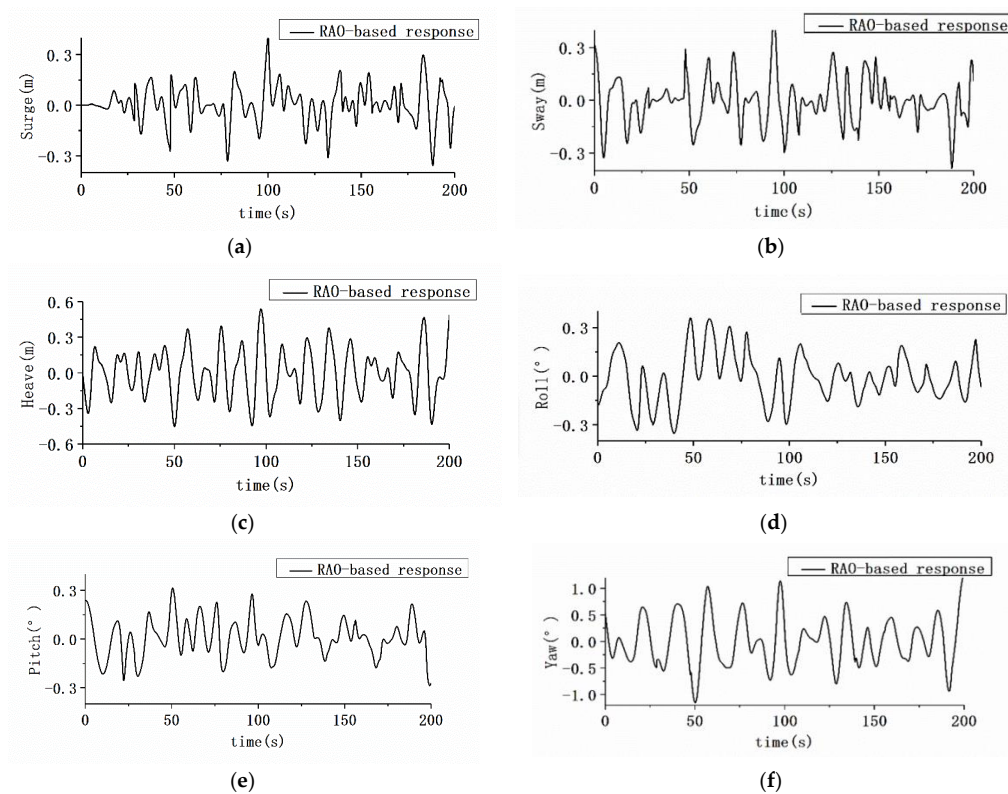 RAO-based response
Surge(m)
0.3
0.0
-0.3
0 50 100 150 200
time(s)
(a)
RAO-based response
Sway(m)
0.3
0.0
-0.3
0 50 100 150 200
time(s)
(b)
RAO-based response
Heave(m)
0.6
0.3
0.0
-0.3
-0.6
0 50 100 150 200
time(s)
(c)
RAO-based response
Roll(°)
0.3
0.0
-0.3
0 50 100 150 200
time(s)
(d)
RAO-based response
Pitch(°)
0.3
0.0
-0.3
0 50 100 150 200
time(s)
(e)
RAO-based response
Yaw(°)
1.0
0.5
0.0
-0.5
-1.0
0 50 100 150 200
time(s)
(f)